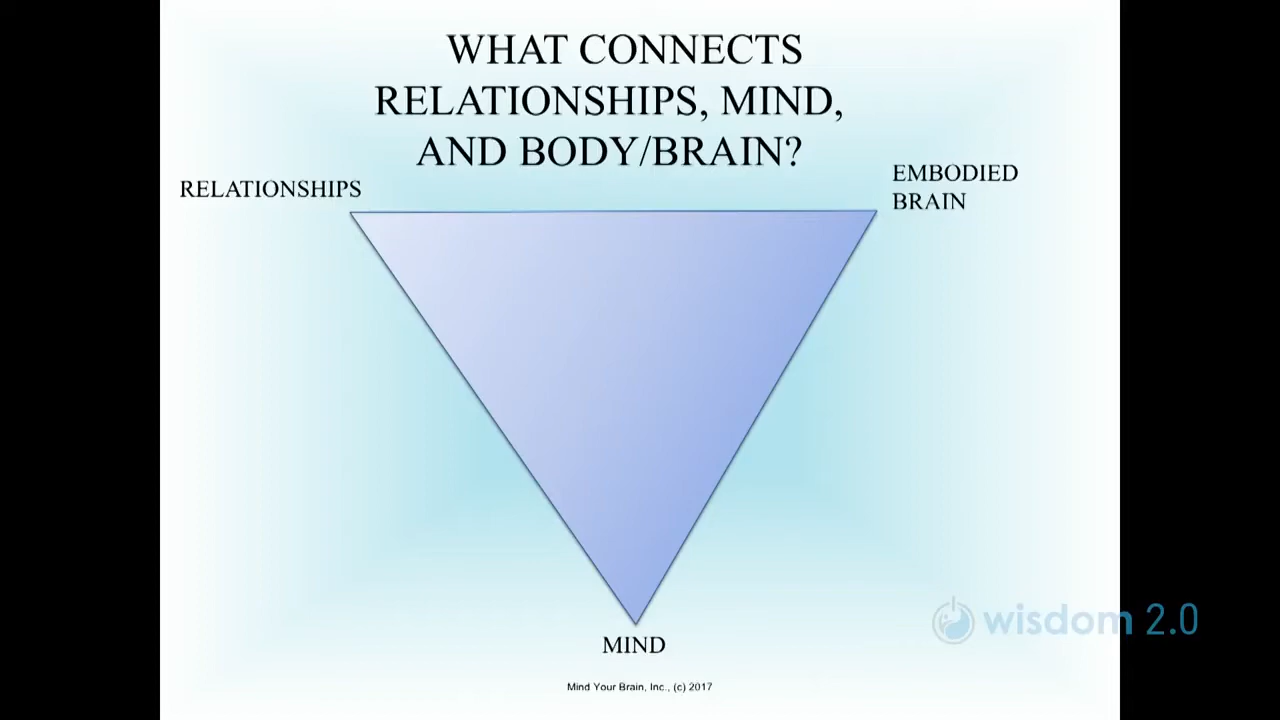 WHAT CONNECTS
RELATIONSHIPS, MIND,
AND BODY/BRAIN?
RELATIONSHIPS
EMBODIED
BRAIN
MIND
wisdom 2.0
Mind Your Brain, Inc., (c) 2017